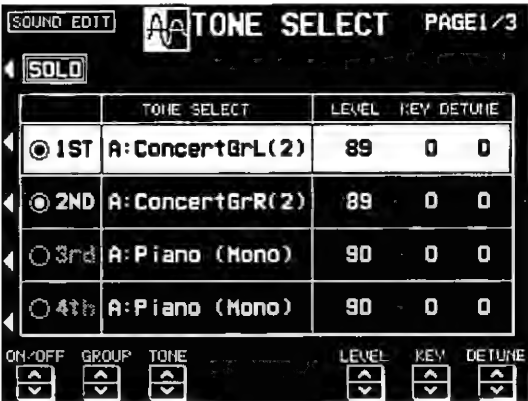 SOUND EDIT TONE SELECT PAGE1/3
SOLO
TONE SELECT LEVEL KEY DETUNE
1ST A:ConcertGrL(2) 89 0 0
2ND A:ConcertGrR(2) 89 0 0
3rd A:Piano (Mono) 90 0 0
4th A:Piano (Mono) 90 0 0
ON/OFF GROUP TONE LEVEL KEY DETUNE